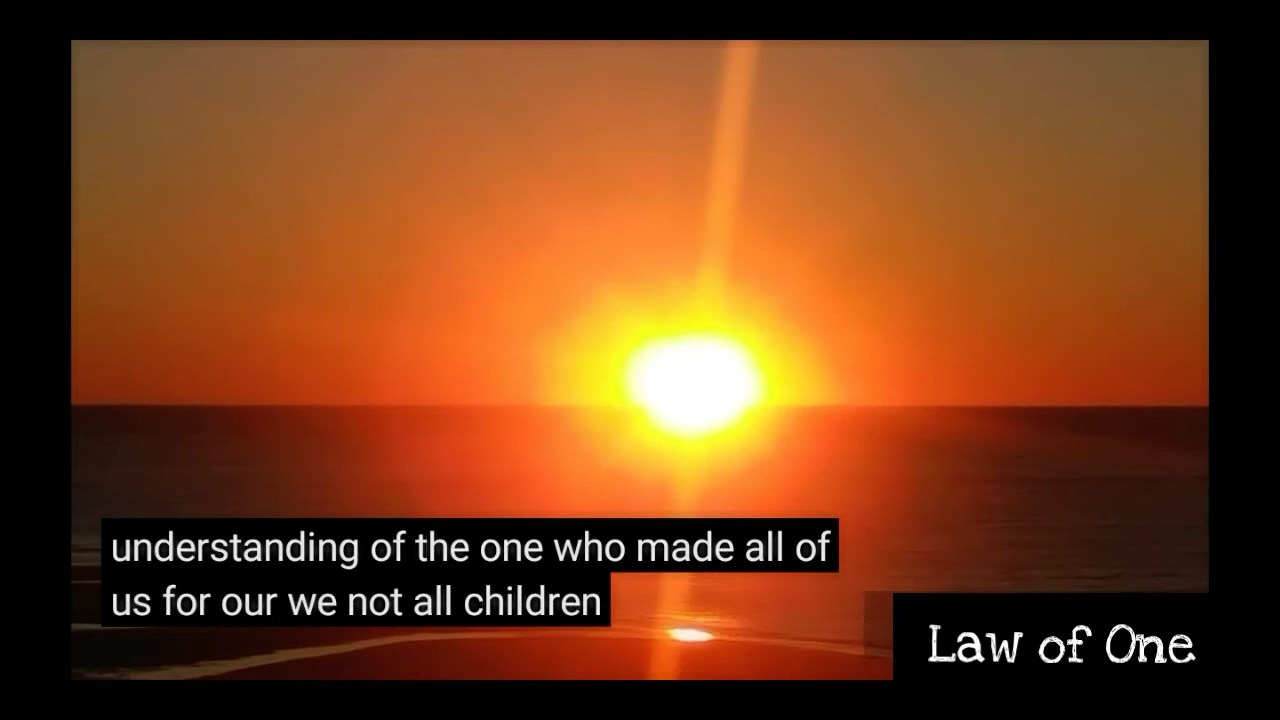 understanding of the one who made all of
us for our we not all children
Law of One